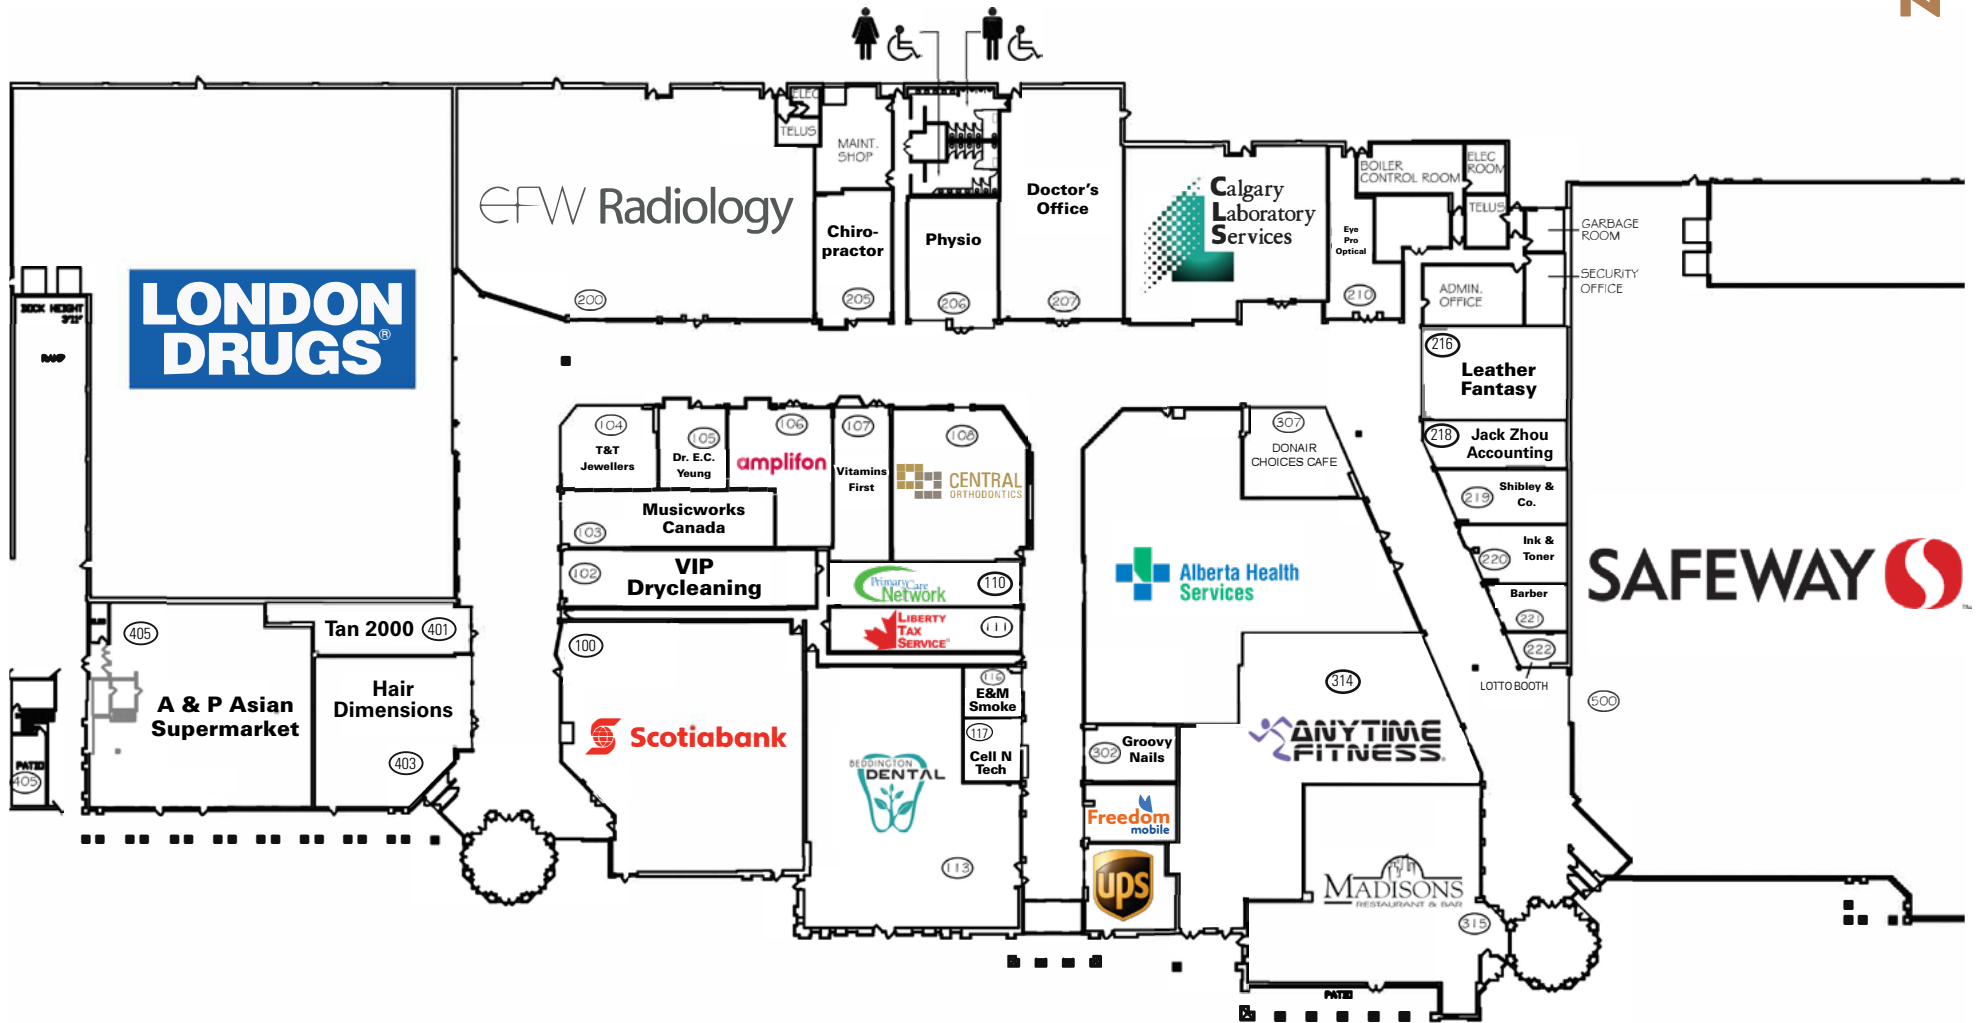 Z
ELEC
TELUS
MAINT.
SHOP
BOILER
CONTROL ROOM
ELEC
ROOM
TELUS
GARBAGE
ROOM
SECURITY
OFFICE
ADMIN.
OFFICE
EFW Radiology
200
Chiro-
practor
205
Physio
206
Doctor's
Office
207
Calgary
Laboratory
Services
Eye
Pro
Optical
210
LONDON
DRUGS®
DOCK HEIGHT
3'11"
RAMP
216
Leather
Fantasy
218
Jack Zhou
Accounting
219
Shibley &
Co.
220
Ink &
Toner
Barber
221
222
LOTTO BOOTH
500
SAFEWAY
104
T&T
Jewellers
105
Dr. E.C.
Yeung
106
amplifon
107
Vitamins
First
108
CENTRAL
ORTHODONTICS
Musicworks
Canada
103
VIP
Drycleaning
102
Primary Care
Network
110
LIBERTY
TAX
SERVICE
111
100
Scotiabank
116
E&M
Smoke
117
Cell N
Tech
BEDDINGTON
DENTAL
113
307
DONAIR
CHOICES CAFE
Alberta Health
Services
314
ANYTIME
FITNESS
302
Groovy
Nails
Freedom
mobile
ups
MADISONS
RESTAURANT & BAR
315
PATIO
405
A & P Asian
Supermarket
Tan 2000
401
Hair
Dimensions
403
PATIO
405